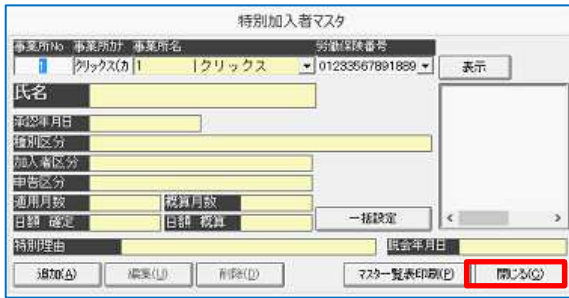 特別加入者マスタ
事業所No 事業所カナ 事業所名 労働保険番号
1 クリックス(カ 1 |クリックス 01233567891889 表示
氏名
承認年月日
種別区分
加入者区分
申告区分
適用月数 概算月数
日額 確定 日額 概算 一括設定
特別理由 脱会年月日
追加(A) 編集(U) 削除(D) マスター覧表印刷(P) 閉じる(C)